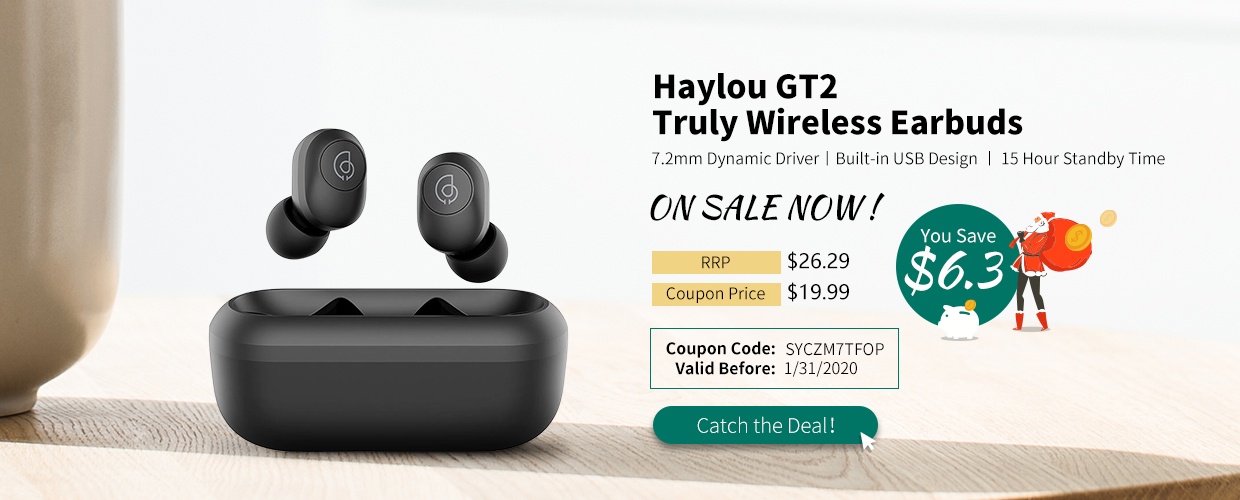 Haylou GT2
Truly Wireless Earbuds
7.2mm Dynamic Driver | Built-in USB Design | 15 Hour Standby Time
ON SALE NOW!
You Save
$6.3
RRP $26.29
Coupon Price $19.99
Coupon Code: SYCZM7TFOP
Valid Before: 1/31/2020
Catch the Deal!